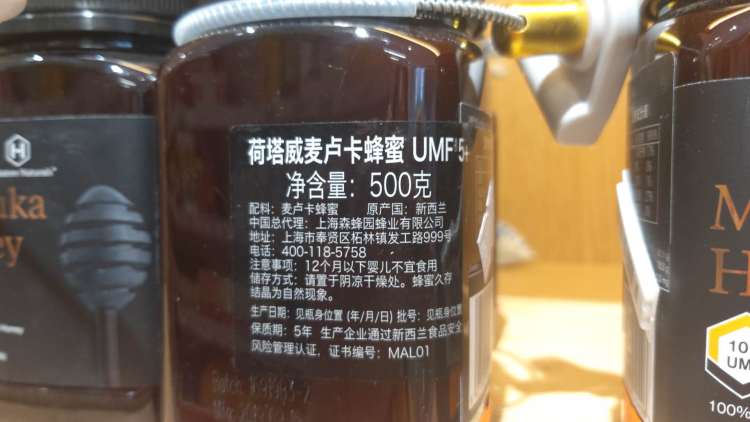 荷塔威麦卢卡蜂蜜 UMF 5+
净含量：500克
配料：麦卢卡蜂蜜 原产国：新西兰
中国总代理：上海森蜂园蜂业有限公司
地址：上海市奉贤区柘林镇发工路999号
电话：400-118-5758
注意事项：12个月以下婴儿不宜食用
储存方式：请置于阴凉干燥处。蜂蜜久存
结晶为自然现象。
生产日期：见瓶身位置 (年/月/日) 批号：见瓶身位置
保质期：5年 生产企业通过新西兰食品安全
风险管理认证，证书编号：MAL01
uka
ey
Honey
M
H
10
UM
100%